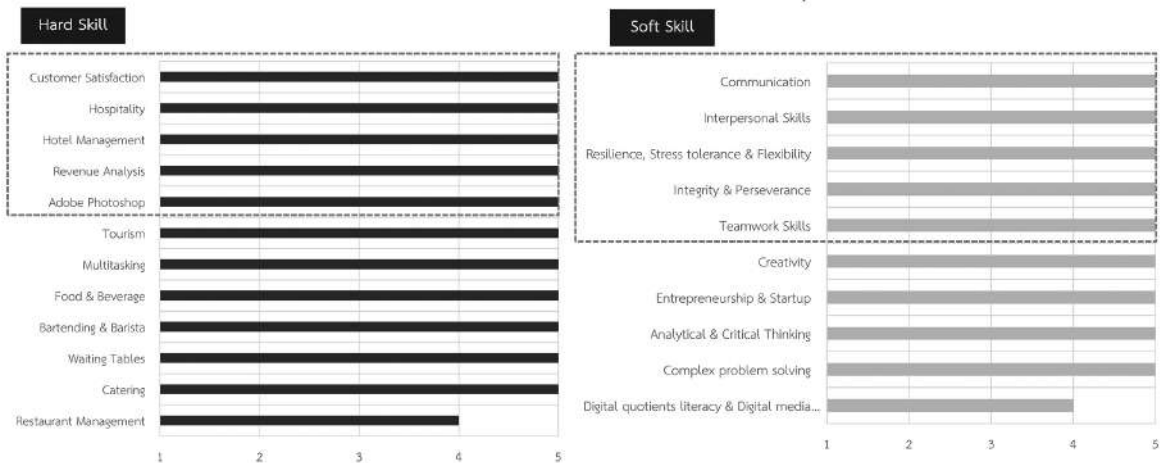 Hard Skill
Customer Satisfaction
Hospitality
Hotel Management
Revenue Analysis
Adobe Photoshop
Tourism
Multitasking
Food & Beverage
Bartending & Barista
Waiting Tables
Catering
Restaurant Management
1 2 3 4 5
Soft Skill
Communication
Interpersonal Skills
Resilience, Stress tolerance & Flexibility
Integrity & Perseverance
Teamwork Skills
Creativity
Entrepreneurship & Startup
Analytical & Critical Thinking
Complex problem solving
Digital quotients literacy & Digital media...
1 2 3 4 5